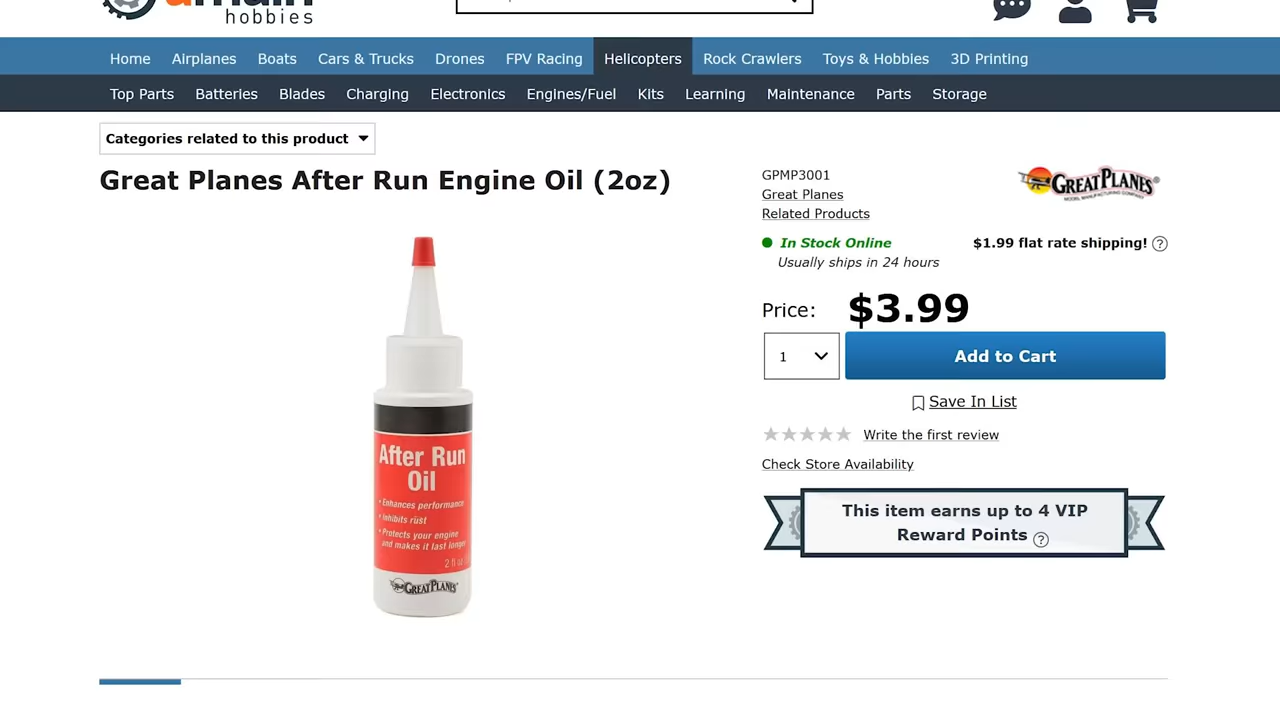 hobbies
Home Airplanes Boats Cars & Trucks Drones FPV Racing Helicopters Rock Crawlers Toys & Hobbies 3D Printing
Top Parts Batteries Blades Charging Electronics Engines/Fuel Kits Learning Maintenance Parts Storage
Categories related to this product
Great Planes After Run Engine Oil (2oz)
GPMP3001
Great Planes
Related Products
GREATPLANES®
MODEL MANUFACTURING COMPANY
In Stock Online
$1.99 flat rate shipping! ?
Usually ships in 24 hours
Price: $3.99
1
Add to Cart
Save In List
Write the first review
Check Store Availability
This item earns up to 4 VIP
Reward Points ?
After Run
Oil
• Enhances performance
• Inhibits rust
• Protects your engine
and makes it last longer
2 fl oz
GREATPLANES